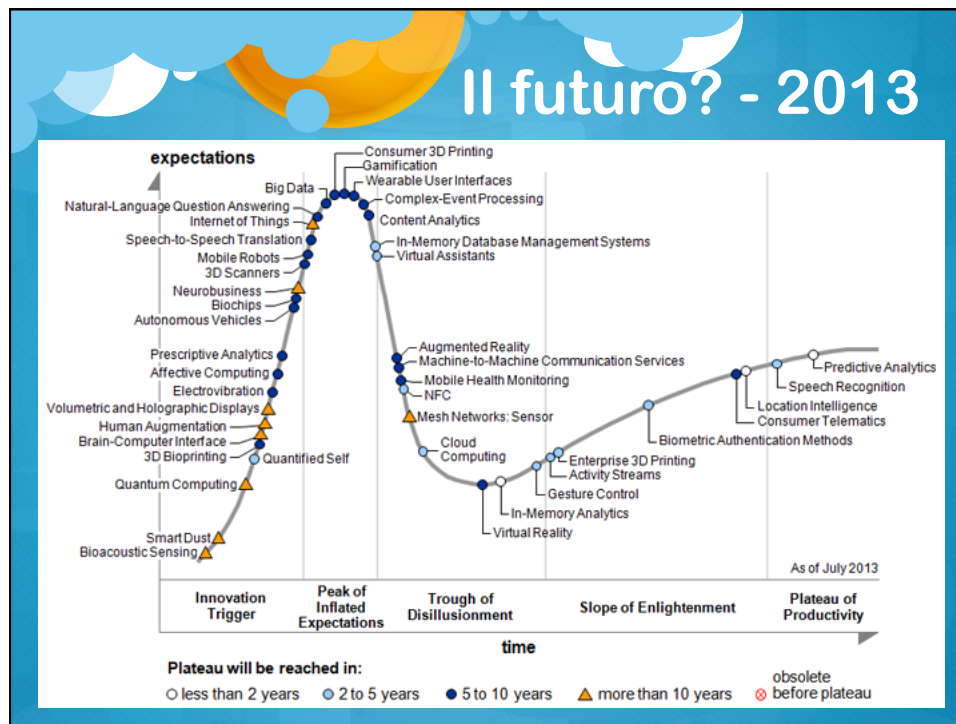 Il futuro? - 2013
expectations
Consumer 3D Printing
Gamification
Wearable User Interfaces
Big Data
Complex-Event Processing
Natural-Language Question Answering
Content Analytics
Internet of Things
Speech-to-Speech Translation
In-Memory Database Management Systems
Mobile Robots
Virtual Assistants
3D Scanners
Neurobusiness
Biochips
Autonomous Vehicles
Augmented Reality
Prescriptive Analytics
Machine-to-Machine Communication Services
Affective Computing
Mobile Health Monitoring
Electrovibration
NFC
Volumetric and Holographic Displays
Mesh Networks: Sensor
Human Augmentation
Brain-Computer Interface
3D Bioprinting
Quantified Self
Cloud
Computing
Quantum Computing
Smart Dust
Bioacoustic Sensing
Predictive Analytics
Speech Recognition
Location Intelligence
Consumer Telematics
Biometric Authentication Methods
Enterprise 3D Printing
Activity Streams
Gesture Control
In-Memory Analytics
Virtual Reality
As of July 2013
Innovation
Trigger
Peak of
Inflated
Expectations
Trough of
Disillusionment
Slope of Enlightenment
Plateau of
Productivity
time
Plateau will be reached in:
less than 2 years
2 to 5 years
5 to 10 years
more than 10 years
obsolete
before plateau